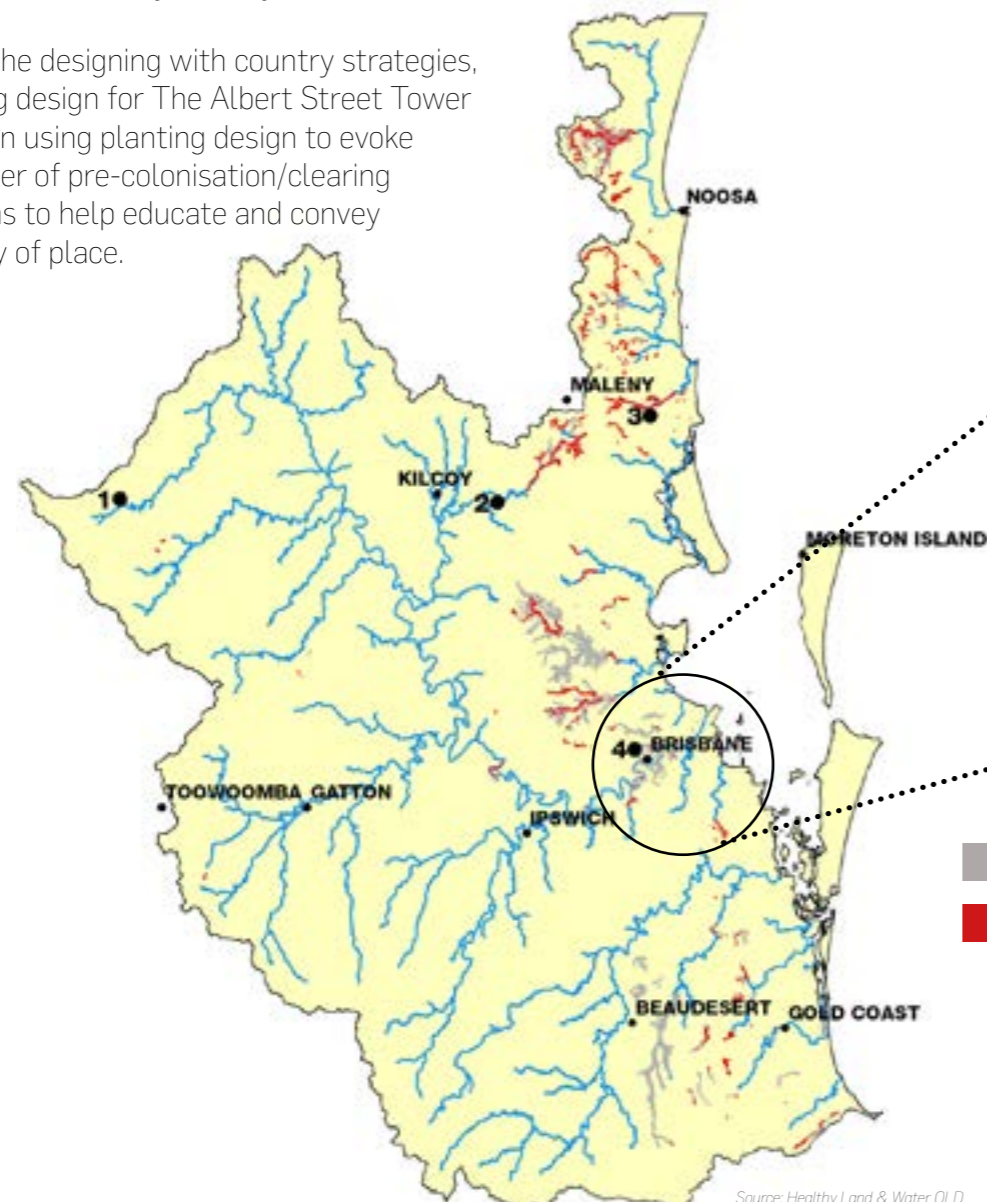 he designing with country strategies,
g design for The Albert Street Tower
n using planting design to evoke
er of pre-colonisation/clearing
ns to help educate and convey
y of place.
NOOSA
MALENY
3
KILCOY
1
2
MORETON ISLAND
4
BRISBANE
TOOWOOMBA GATTON
IPSWICH
BEAUDESERT
GOLD COAST
Source: Healthy Land & Water QLD